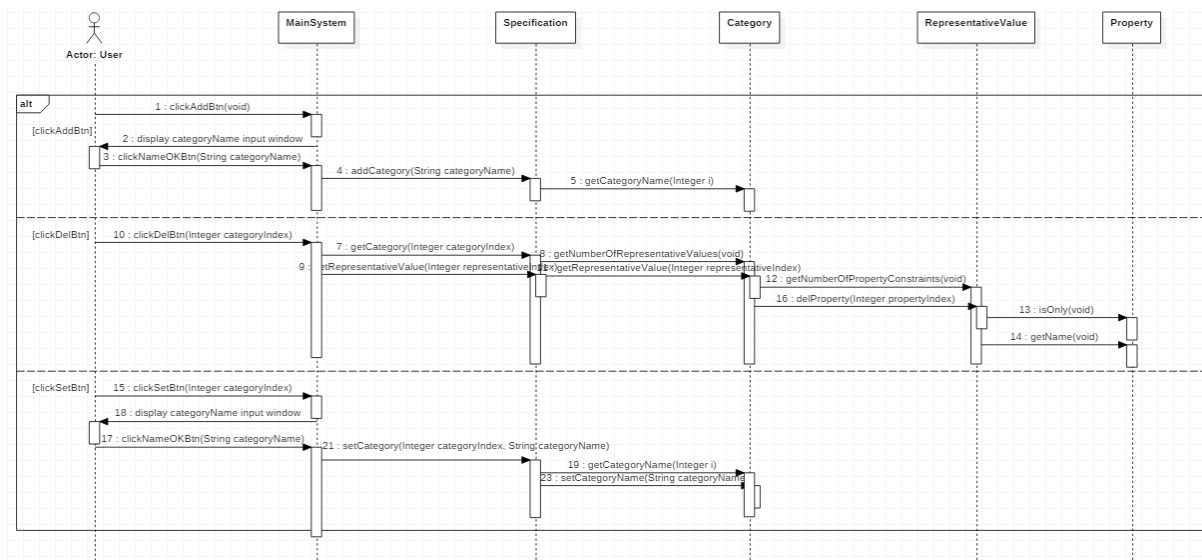 MainSystem
Specification
Category
RepresentativeValue
Property
Actor: User
alt
1 : clickAddBtn(void)
[clickAddBtn]
2 : display categoryName input window
3 : clickNameOKBtn(String categoryName)
4 : addCategory(String categoryName)
5 : getCategoryName(Integer i)
[clickDelBtn]
10 : clickDelBtn(Integer categoryIndex)
7 : getCategory(Integer categoryIndex)
8 : getNumberOfRepresentativeValues(void)
9 : getRepresentativeValue(Integer representativeIndex)
getRepresentativeValue(Integer representativeIndex)
12 : getNumberOfPropertyConstraints(void)
16 : delProperty(Integer propertyIndex)
13 : isOnly(void)
14 : getName(void)
[clickSetBtn]
15 : clickSetBtn(Integer categoryIndex)
18 : display categoryName input window
17 : clickNameOKBtn(String categoryName)
21 : setCategory(Integer categoryIndex, String categoryName)
19 : getCategoryName(Integer i)
23 : setCategoryName(String categoryName